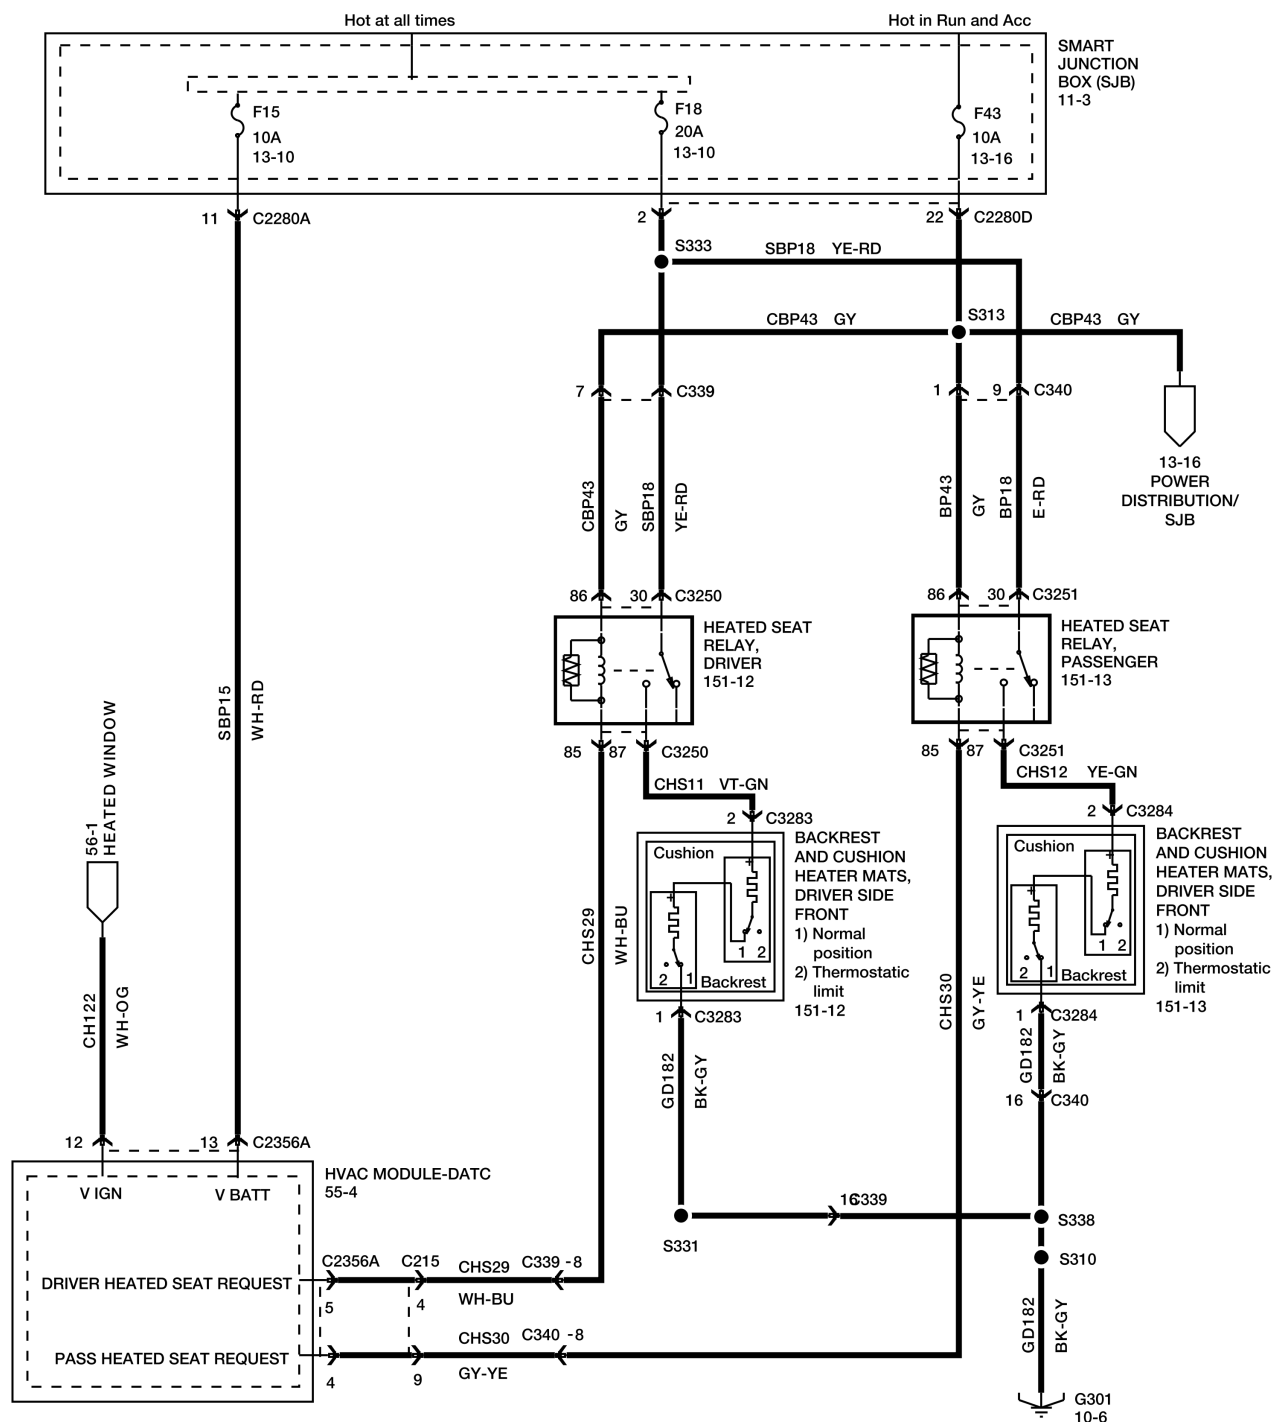 Hot at all times
Hot in Run and Acc
SMART
JUNCTION
BOX (SJB)
11-3
F15
10A
13-10
F18
20A
13-10
F43
10A
13-16
11 C2280A
2
22 C2280D
S333
SBP18 YE-RD
S313
CBP43 GY
CBP43 GY
7
C339
1
9 C340
13-16
POWER
DISTRIBUTION/
SJB
CBP43
GY
SBP18
YE-RD
BP43
GY
BP18
E-RD
86
30 C3250
86
30 C3251
HEATED SEAT
RELAY,
DRIVER
151-12
HEATED SEAT
RELAY,
PASSENGER
151-13
SBP15
WH-RD
85
87
C3250
85
87
C3251
CHS11 VT-GN
CHS12 YE-GN
2 C3283
2 C3284
56-1
HEATED WINDOW
Cushion
+
+
1 2
2 1
Backrest
BACKREST
AND CUSHION
HEATER MATS,
DRIVER SIDE
FRONT
1) Normal
position
2) Thermostatic
limit
151-12
Cushion
+
+
1 2
2 1
Backrest
BACKREST
AND CUSHION
HEATER MATS,
DRIVER SIDE
FRONT
1) Normal
position
2) Thermostatic
limit
151-13
CHS29
WH-BU
CHS30
GY-YE
1 C3283
1 C3284
CH122
WH-OG
GD182
BK-GY
GD182
BK-GY
16 C340
12
13 C2356A
V IGN
V BATT
HVAC MODULE-DATC
55-4
16 C339
S331
S338
S310
DRIVER HEATED SEAT REQUEST
C2356A
5
C215
4
CHS29
WH-BU
C339 -8
PASS HEATED SEAT REQUEST
4
9
CHS30
GY-YE
C340 -8
GD182
BK-GY
G301
10-6